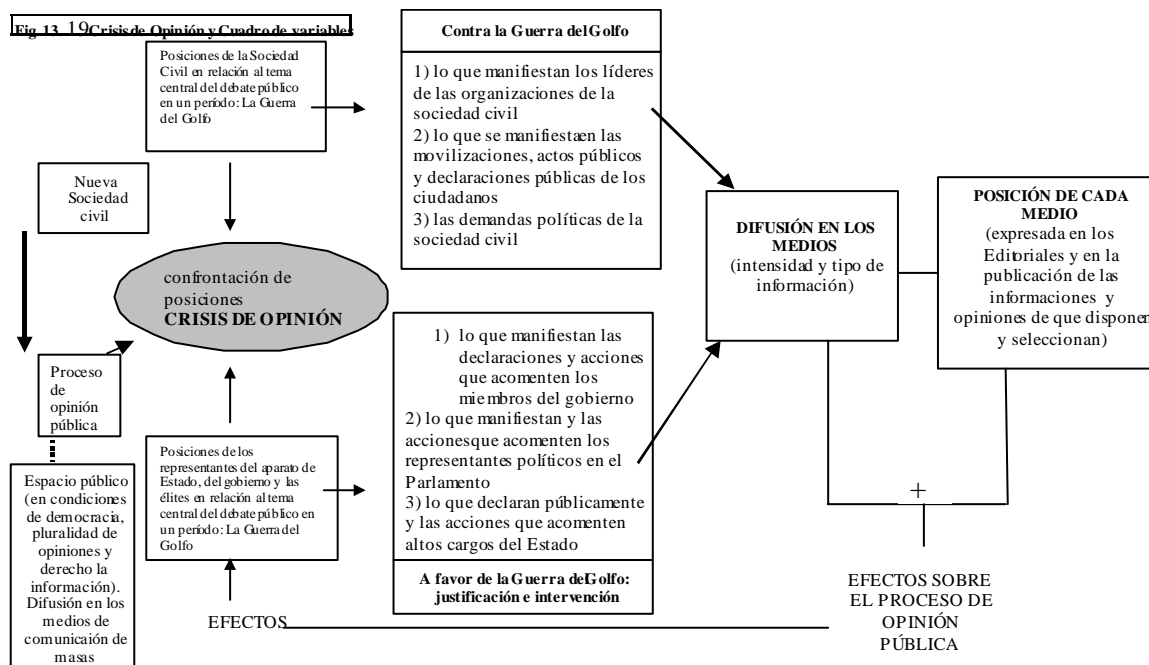 Fig. 13. 19Crisis de Opinión y Cuadro de variables
Posiciones de la Sociedad
Civil en relación al tema
central del debate público
en un período: La Guerra
del Golfo
Contra la Guerra del Golfo
1) lo que manifiestan los líderes
de las organizaciones de la
sociedad civil
2) lo que se manifiestaen las
movilizaciones, actos públicos
y declaraciones públicas de los
ciudadanos
3) las demandas políticas de la
sociedad civil
Nueva
Sociedad
civil
confrontación de
posiciones
CRISIS DE OPINIÓN
DIFUSIÓN EN LOS
MEDIOS
(intensidad y tipo de
información)
POSICIÓN DE CADA
MEDIO
(expresada en los
Editoriales y en la
publicación de las
informaciones y
opiniones de que disponen
y seleccionan)
Proceso
de
opinión
pública
1) lo que manifiestan las
declaraciones y acciones
que acomenten los
miembros del gobierno
2) lo que manifiestan y las
accionesque acomenten los
representantes políticos en el
Parlamento
3) lo que declaran públicamente
y las acciones que acomenten
altos cargos del Estado
A favor de la Guerra del Golfo:
justificación e intervención
Posiciones de los
representantes del aparato de
Estado, del gobierno y las
élites en relación al tema
central del debate público en
un período: La Guerra del
Golfo
Espacio público
(en condiciones
de democracia,
pluralidad de
opiniones y
derecho la
información).
Difusión en los
medios de
comunicaión de
masas
+
EFECTOS
EFECTOS SOBRE
EL PROCESO DE
OPINIÓN
PÚBLICA